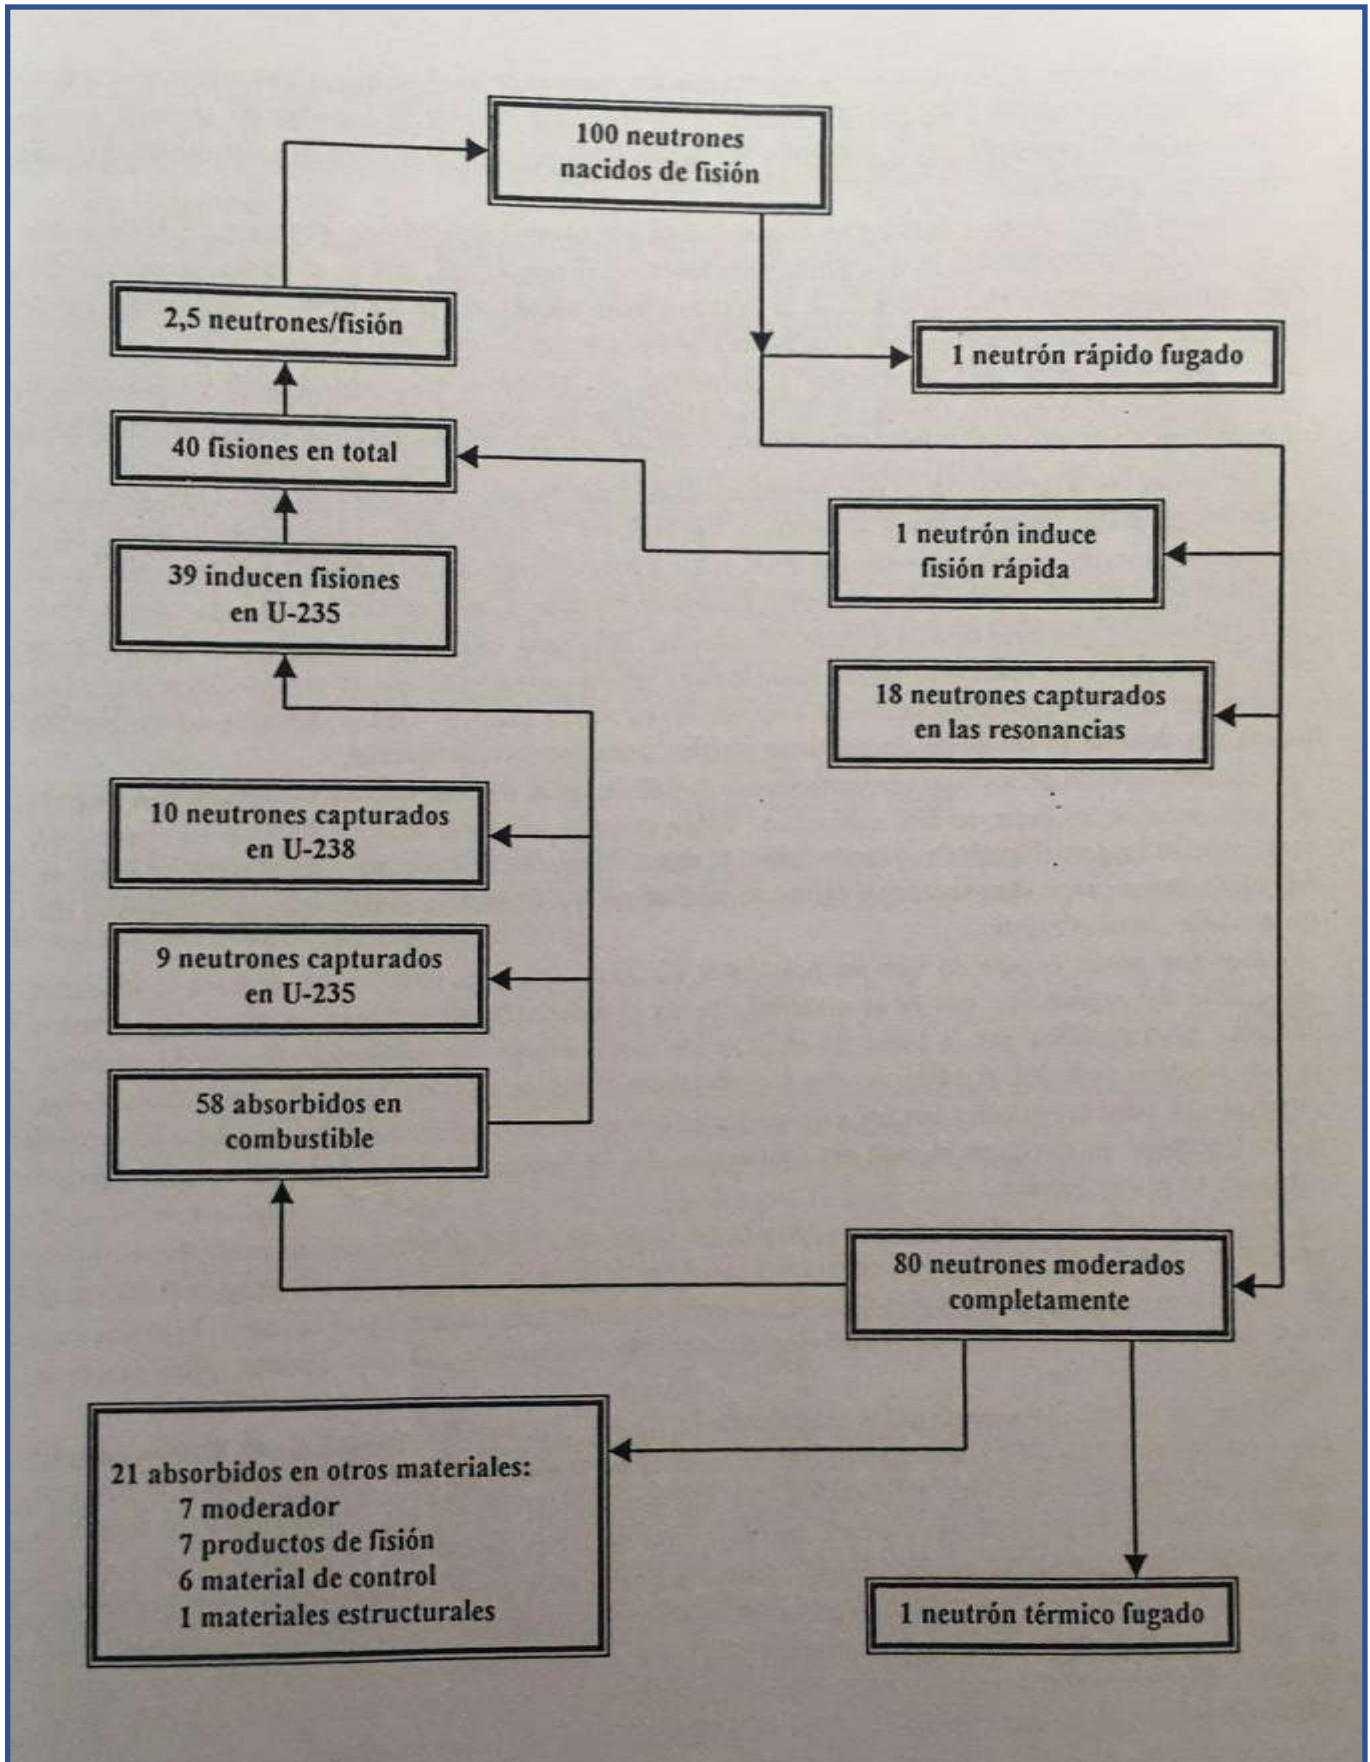 100 neutrones
nacidos de fisión
2,5 neutrones/fisión
1 neutrón rápido fugado
40 fisiones en total
1 neutrón induce
fisión rápida
39 inducen fisiones
en U-235
18 neutrones capturados
en las resonancias
10 neutrones capturados
en U-238
9 neutrones capturados
en U-235
58 absorbidos en
combustible
80 neutrones moderados
completamente
21 absorbidos en otros materiales:
7 moderador
7 productos de fisión
6 material de control
1 materiales estructurales
1 neutrón térmico fugado